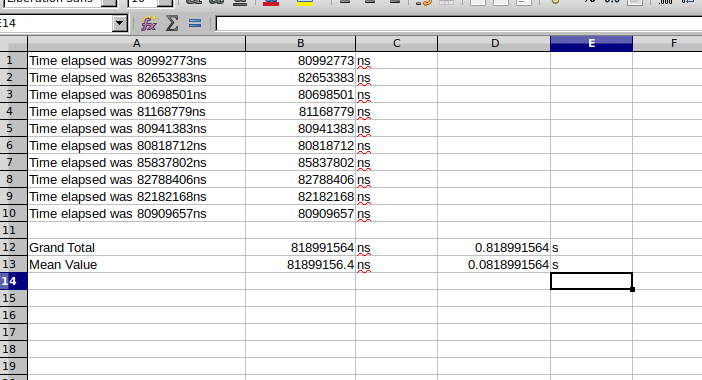 E14
A B C D E F
1 Time elapsed was 80992773ns 80992773 ns
2 Time elapsed was 82653383ns 82653383 ns
3 Time elapsed was 80698501ns 80698501 ns
4 Time elapsed was 81168779ns 81168779 ns
5 Time elapsed was 80941383ns 80941383 ns
6 Time elapsed was 80818712ns 80818712 ns
7 Time elapsed was 85837802ns 85837802 ns
8 Time elapsed was 82788406ns 82788406 ns
9 Time elapsed was 82182168ns 82182168 ns
10 Time elapsed was 80909657ns 80909657 ns
11
12 Grand Total 818991564 ns 0.818991564 s
13 Mean Value 81899156.4 ns 0.0818991564 s
14
15
16
17
18
19